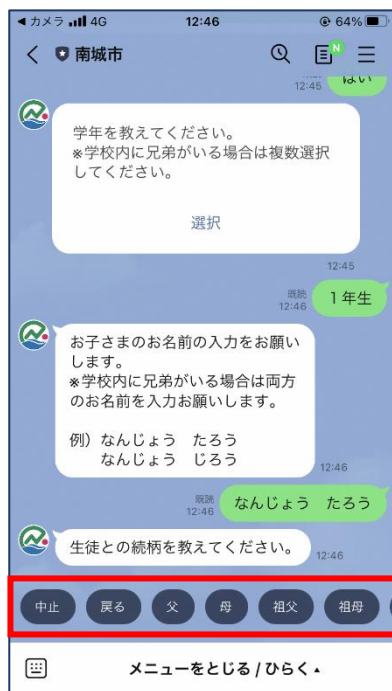 ◀カメラ 4G 12:46 64%
南城市 N
はい
12:45
学年を教えてください。
※学校内に兄弟がいる場合は複数選択
してください。
選択
12:45
既読
12:46
1年生
お子さまのお名前の入力をお願い
します。
※学校内に兄弟がいる場合は両方
のお名前を入力お願いします。
例）なんじょう　たろう
なんじょう　じろう
12:46
既読
12:46
なんじょう　たろう
生徒との続柄を教えてください。
12:46
中止 戻る 父 母 祖父 祖母
メニューをとじる / ひらく▲